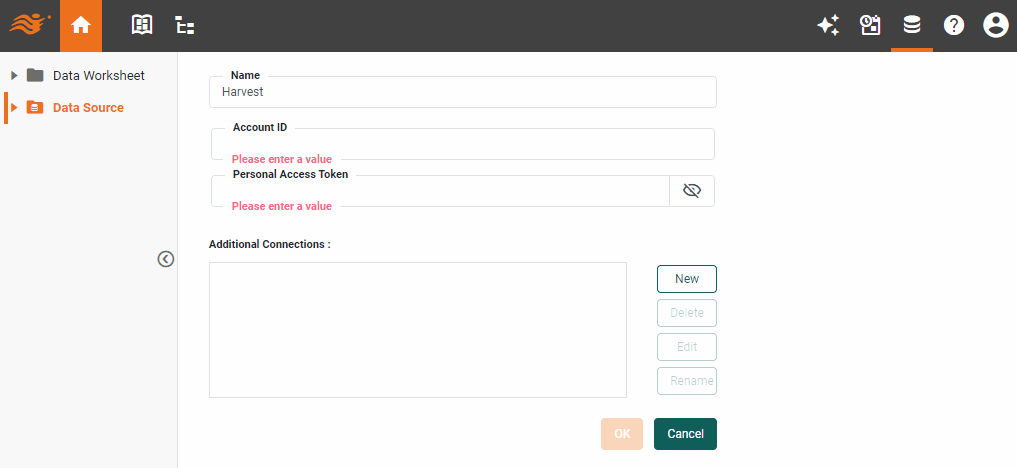 Data Worksheet
Data Source
Name
Harvest
Account ID
Please enter a value
Personal Access Token
Please enter a value
Additional Connections :
New
Delete
Edit
Rename
OK
Cancel